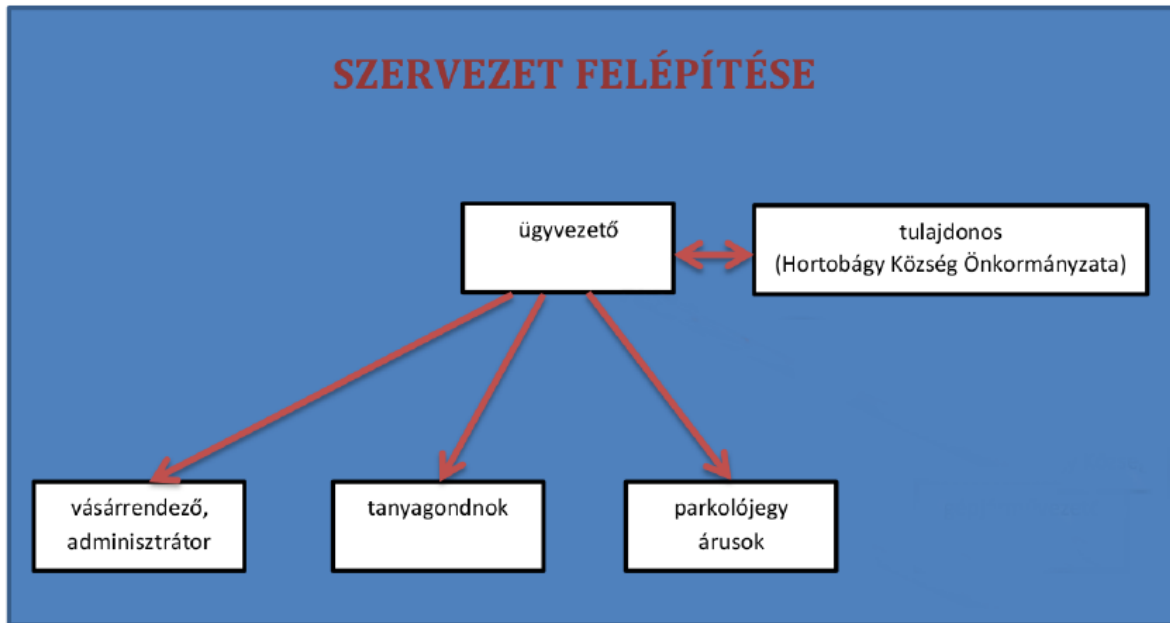 SZERVEZET FELÉPÍTÉSE
ügyvezető
tulajdonos
(Hortobágy Község Önkormányzata)
vásárrendező,
adminisztrátor
tanyagondnok
parkolójegy
árusok